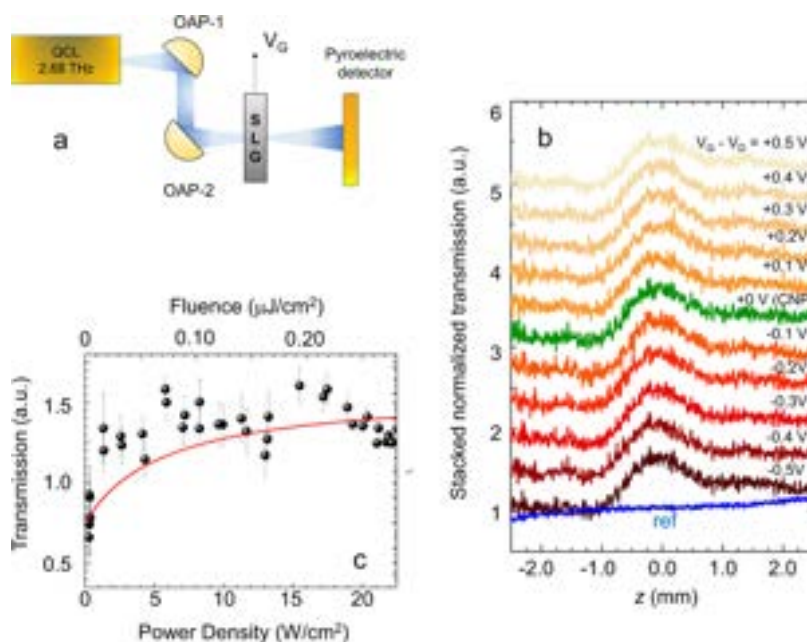 OAP-1
QCL
2.68 THz
V_G
Pyroelectric
detector
a
SLG
OAP-2
b
6
5
4
3
2
1
Stacked normalized transmission (a.u.)
V_G - V_D = +0.5 V
+0.4 V
+0.3 V
+0.2V
+0.1 V
+0 V (CNP
-0.1 V
-0.2V
-0.3V
-0.4 V
-0.5V
ref
-2.0 -1.0 0.0 1.0 2.0
z (mm)
Fluence (µJ/cm²)
0 0.10 0.20
1.5
1.0
0.5
Transmission (a.u.)
c
0 5 10 15 20
Power Density (W/cm²)